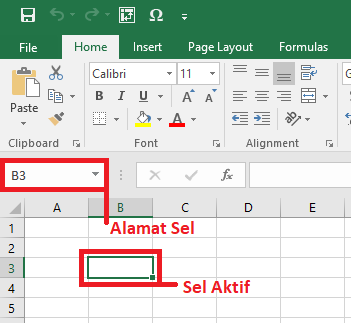 File Home Insert Page Layout Formulas
Calibri 11 A A
Paste B I U A
Clipboard Font
B3 fx
A B C D E
Alamat Sel
1
2
3
4 Sel Aktif
5